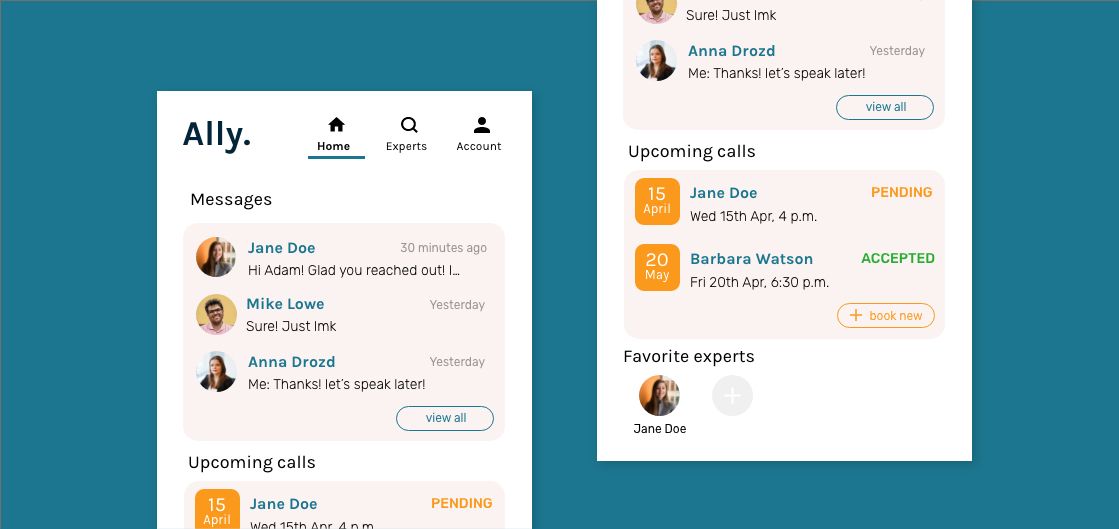 Ally.
Home
Experts
Account
Messages
Jane Doe
30 minutes ago
Hi Adam! Glad you reached out! I...
Mike Lowe
Yesterday
Sure! Just lmk
Anna Drozd
Yesterday
Me: Thanks! let's speak later!
view all
Upcoming calls
15
April
Jane Doe
PENDING
Wed 15th Apr, 4 p.m.
Sure! Just lmk
Anna Drozd
Yesterday
Me: Thanks! let's speak later!
view all
Upcoming calls
15
April
Jane Doe
PENDING
Wed 15th Apr, 4 p.m.
20
May
Barbara Watson
ACCEPTED
Fri 20th Apr, 6:30 p.m.
+ book new
Favorite experts
Jane Doe